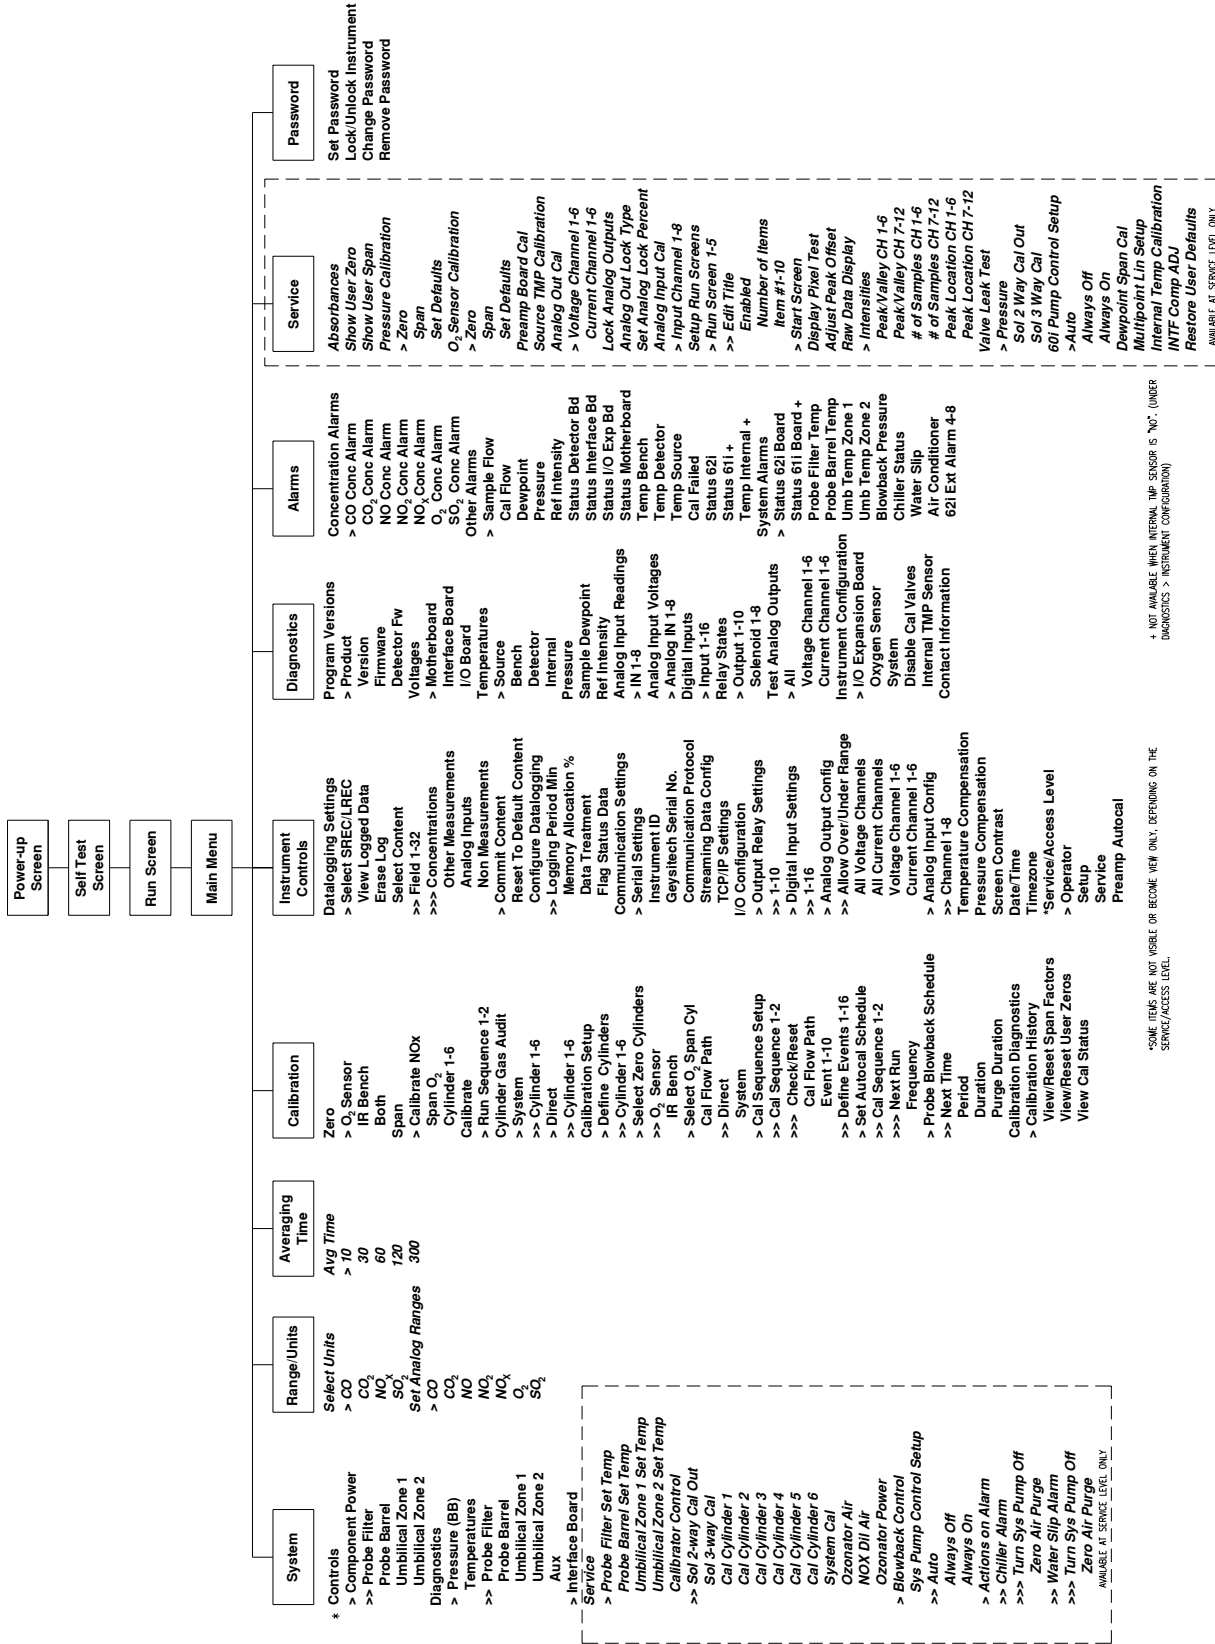 Power-up
Screen
Self Test
Screen
Run Screen
Main Menu
System
* Controls
> Component Power
>> Probe Filter
Probe Barrel
Umbilical Zone 1
Umbilical Zone 2
Diagnostics
> Pressure (BB)
Temperatures
>> Probe Filter
Probe Barrel
Umbilical Zone 1
Umbilical Zone 2
Aux
> Interface Board
Service
> Probe Filter Set Temp
Probe Barrel Set Temp
Umbilical Zone 1 Set Temp
Umbilical Zone 2 Set Temp
Calibrator Control
>> Sol 2-way Cal Out
Sol 3-way Cal
Cal Cylinder 1
Cal Cylinder 2
Cal Cylinder 3
Cal Cylinder 4
Cal Cylinder 5
Cal Cylinder 6
System Cal
Ozonator Air
NOX Dil Air
Ozonator Power
> Blowback Control
Sys Pump Control Setup
>> Auto
Always Off
Always On
> Actions on Alarm
>> Chiller Alarm
>>> Turn Sys Pump Off
Zero Air Purge
>> Water Slip Alarm
>>> Turn Sys Pump Off
Zero Air Purge
AVAILABLE AT SERVICE LEVEL ONLY
Range/Units
Select Units
> CO
CO2
NOX
SO2
Set Analog Ranges
> CO
CO2
NO
NO2
NOX
O2
SO2
Averaging
Time
Avg Time
> 10
30
60
120
300
Calibration
Zero
> O2 Sensor
IR Bench
Both
Span
> Calibrate NOx
Span O2
Cylinder 1-6
Calibrate
> Run Sequence 1-2
Cylinder Gas Audit
> System
>> Cylinder 1-6
> Direct
>> Cylinder 1-6
Calibration Setup
> Define Cylinders
>> Cylinder 1-6
> Select Zero Cylinders
>> O2 Sensor
IR Bench
> Select O2 Span Cyl
Cal Flow Path
>> Direct
System
> Cal Sequence Setup
>> Cal Sequence 1-2
>>> Check/Reset
Cal Flow Path
Event 1-10
>> Define Events 1-16
> Set Autocal Schedule
>> Cal Sequence 1-2
>>> Next Run
Frequency
> Probe Blowback Schedule
>> Next Time
Period
Duration
Purge Duration
Calibration Diagnostics
> Calibration History
View/Reset Span Factors
View/Reset User Zeros
View Cal Status
Instrument
Controls
Datalogging Settings
> Select SREC/LREC
View Logged Data
Erase Log
Select Content
>> Field 1-32
>>> Concentrations
Other Measurements
Analog Inputs
Non Measurements
> Commit Content
Reset To Default Content
Configure Datalogging
>> Logging Period Min
Memory Allocation %
Data Treatment
Flag Status Data
Communication Settings
> Serial Settings
Instrument ID
Geysitech Serial No.
Communication Protocol
Streaming Data Config
TCP/IP Settings
I/O Configuration
> Output Relay Settings
>> 1-10
> Digital Input Settings
>> 1-16
> Analog Output Config
>> Allow Over/Under Range
All Voltage Channels
All Current Channels
Voltage Channel 1-6
Current Channel 1-6
> Analog Input Config
>> Channel 1-8
Temperature Compensation
Pressure Compensation
Screen Contrast
Date/Time
Timezone
*Service/Access Level
> Operator
Setup
Service
Preamp Autocal
Diagnostics
Program Versions
> Product
Version
Firmware
Detector Fw
Voltages
> Motherboard
Interface Board
I/O Board
Temperatures
> Source
Bench
Detector
Internal
Pressure
Sample Dewpoint
Ref Intensity
Analog Input Readings
> IN 1-8
Analog Input Voltages
> Analog IN 1-8
Digital Inputs
> Input 1-16
Relay States
> Output 1-10
Solenoid 1-8
Test Analog Outputs
> All
Voltage Channel 1-6
Current Channel 1-6
Instrument Configuration
> I/O Expansion Board
Oxygen Sensor
System
Disable Cal Valves
Internal TMP Sensor
Contact Information
Alarms
Concentration Alarms
> CO Conc Alarm
CO2 Conc Alarm
NO Conc Alarm
NO2 Conc Alarm
NOX Conc Alarm
O2 Conc Alarm
SO2 Conc Alarm
Other Alarms
> Sample Flow
Cal Flow
Dewpoint
Pressure
Ref Intensity
Status Detector Bd
Status Interface Bd
Status I/O Exp Bd
Status Motherboard
Temp Bench
Temp Detector
Temp Source
Cal Failed
Status 62i
Status 61i +
Temp Internal +
System Alarms
> Status 62i Board
Status 61i Board +
Probe Filter Temp
Probe Barrel Temp
Umb Temp Zone 1
Umb Temp Zone 2
Blowback Pressure
Chiller Status
Water Slip
Air Conditioner
62i Ext Alarm 4-8
Service
Absorbances
Show User Zero
Show User Span
Pressure Calibration
> Zero
Span
Set Defaults
O2 Sensor Calibration
> Zero
Span
Set Defaults
Preamp Board Cal
Source TMP Calibration
Analog Out Cal
> Voltage Channel 1-6
Current Channel 1-6
Lock Analog Outputs
Analog Out Lock Type
Set Analog Lock Percent
Analog Input Cal
> Input Channel 1-8
Setup Run Screens
> Run Screen 1-5
>> Edit Title
Enabled
Number of Items
Item #1-10
> Start Screen
Display Pixel Test
Adjust Peak Offset
Raw Data Display
> Intensities
Peak/Valley CH 1-6
Peak/Valley CH 7-12
# of Samples CH 1-6
# of Samples CH 7-12
Peak Location CH 1-6
Peak Location CH 7-12
Valve Leak Test
> Pressure
Sol 2 Way Cal Out
Sol 3 Way Cal
60I Pump Control Setup
>Auto
Always Off
Always On
Dewpoint Span Cal
Multipoint Lin Setup
Internal Temp Calibration
INTF Comp ADJ
Restore User Defaults
AVAILABLE AT SERVICE LEVEL ONLY
Password
Set Password
Lock/Unlock Instrument
Change Password
Remove Password
*SOME ITEMS ARE NOT VISIBLE OR BECOME VIEW ONLY, DEPENDING ON THE
SERVICE/ACCESS LEVEL.
+ NOT AVAILABLE WHEN INTERNAL TMP SENSOR IS "NO". (UNDER
DIAGNOSTICS > INSTRUMENT CONFIGURATION)